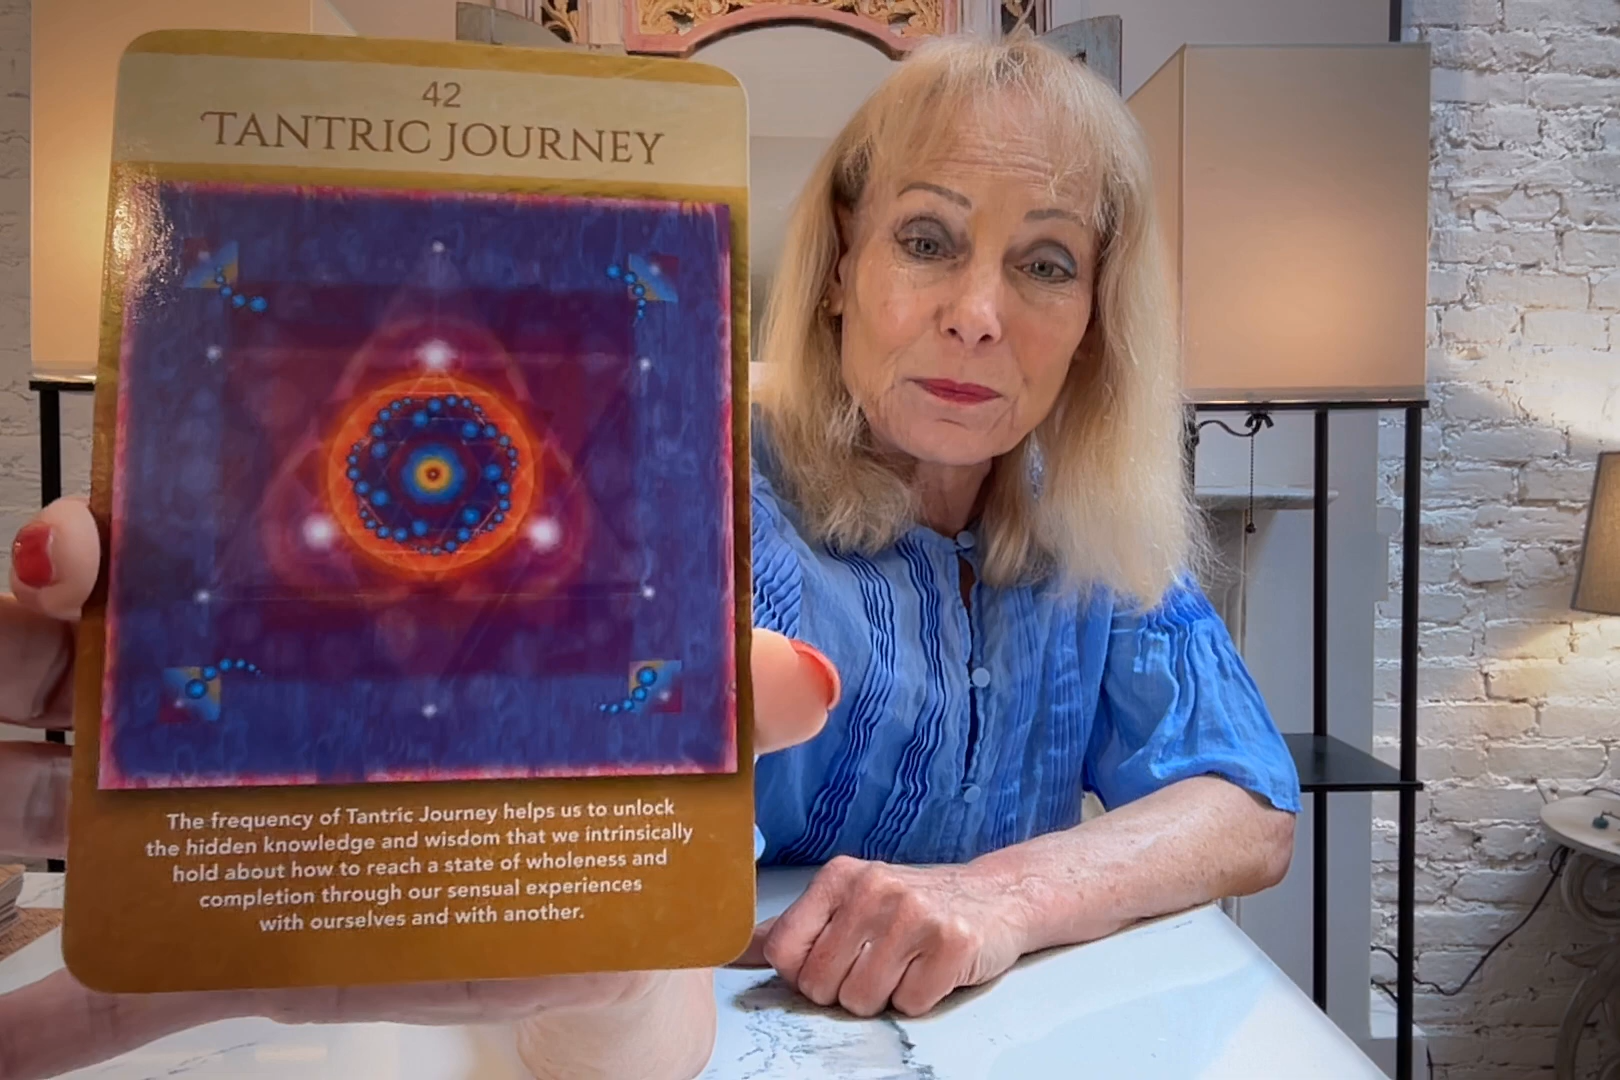 42
TANTRIC JOURNEY
The frequency of Tantric Journey helps us to unlock
the hidden knowledge and wisdom that we intrinsically
hold about how to reach a state of wholeness and
completion through our sensual experiences
with ourselves and with another.